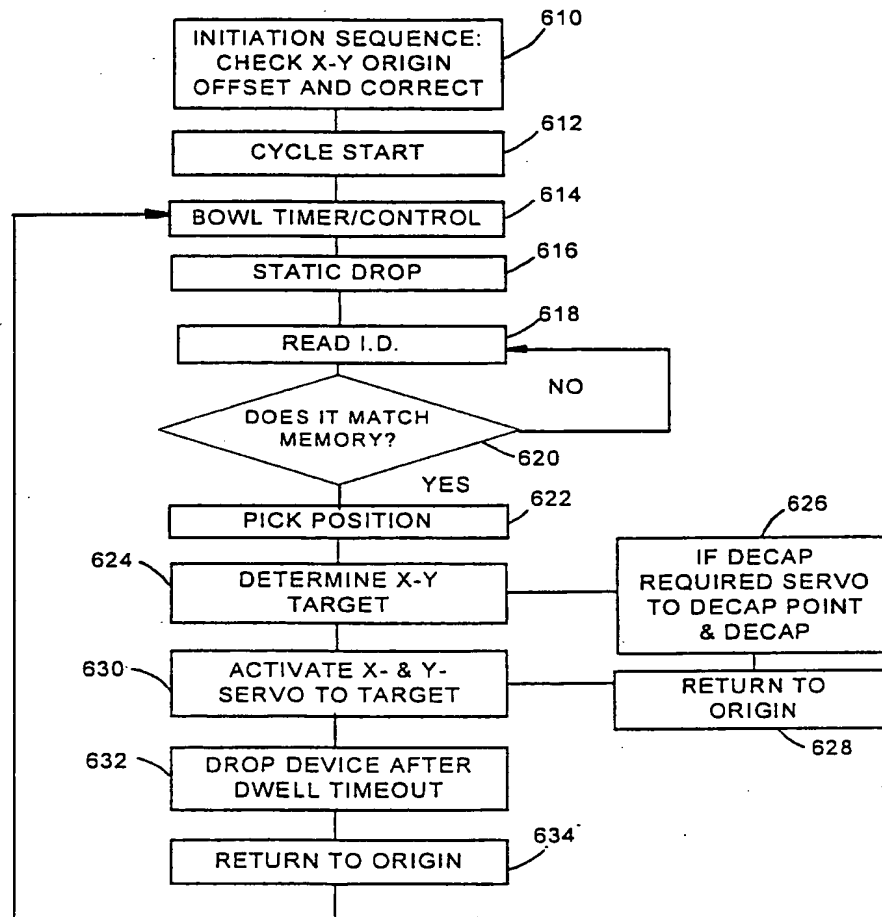 610
INITIATION SEQUENCE:
CHECK X-Y ORIGIN
OFFSET AND CORRECT
612
CYCLE START
614
BOWL TIMER/CONTROL
616
STATIC DROP
618
READ I.D.
NO
DOES IT MATCH
MEMORY?
620
YES
622
PICK POSITION
624
DETERMINE X-Y
TARGET
626
IF DECAP
REQUIRED SERVO
TO DECAP POINT
& DECAP
630
ACTIVATE X- & Y-
SERVO TO TARGET
RETURN TO
ORIGIN
628
632
DROP DEVICE AFTER
DWELL TIMEOUT
634
RETURN TO ORIGIN